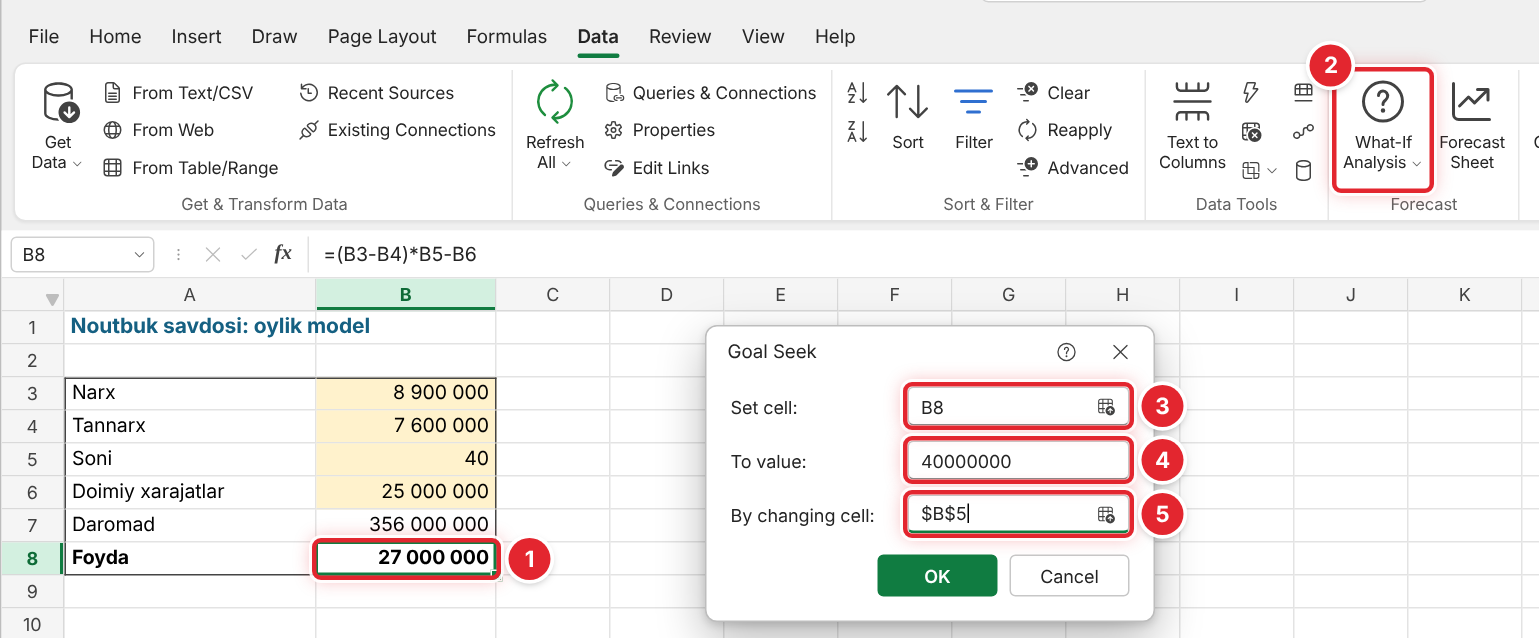 File Home Insert Draw Page Layout Formulas Data Review View Help
2
Get Data
From Text/CSV
From Web
From Table/Range
Recent Sources
Existing Connections
Get & Transform Data
Refresh All
Queries & Connections
Properties
Edit Links
Queries & Connections
A Z
Z A
Sort
Filter
Clear
Reapply
Advanced
Sort & Filter
Text to Columns
Data Tools
What-If Analysis
Forecast Sheet
Forecast
B8 fx =(B3-B4)*B5-B6
A B C D E F G H I J K
1 Noutbuk savdosi: oylik model
2
3 Narx 8 900 000
4 Tannarx 7 600 000
5 Soni 40
6 Doimiy xarajatlar 25 000 000
7 Daromad 356 000 000
8 Foyda 27 000 000 1
9
10
Goal Seek
Set cell: B8 3
To value: 40000000 4
By changing cell: $B$5 5
OK Cancel